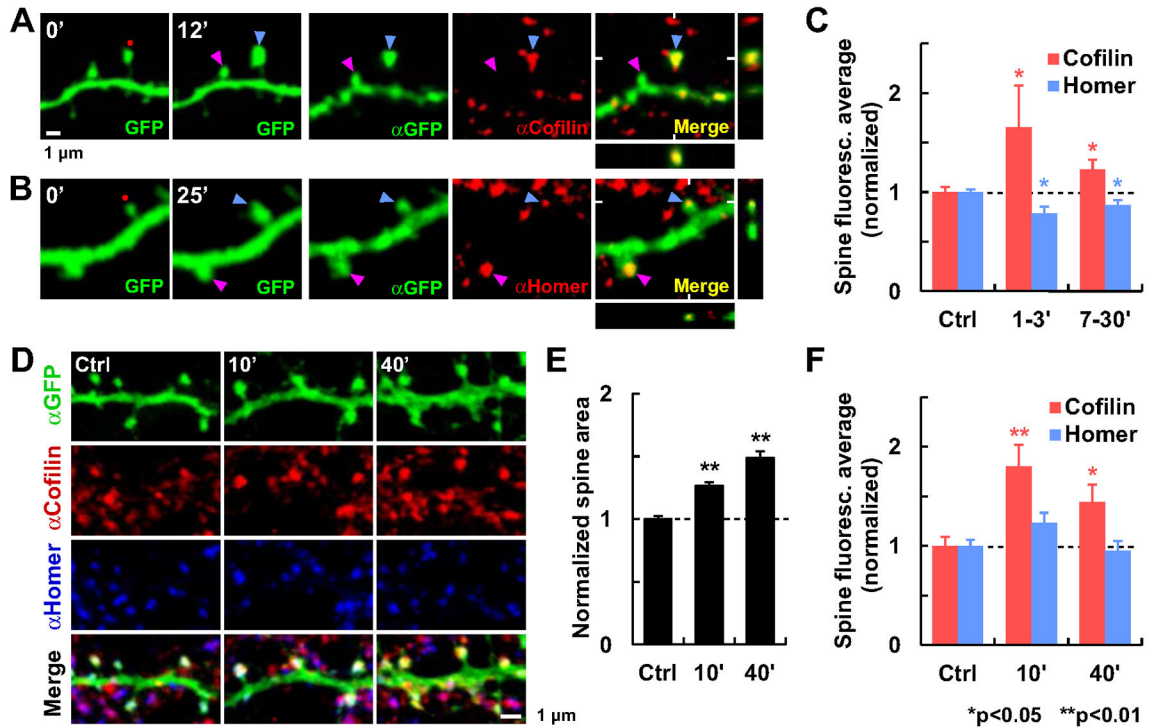 A
0’
GFP
1 µm
12’
GFP
αGFP
αCofilin
Merge
B
0’
GFP
25’
GFP
αGFP
αHomer
Merge
C
Spine fluoresc. average
(normalized)
2
1
0
Cofilin
Homer
*
*
*
*
Ctrl
1-3'
7-30'
D
Ctrl
10’
40’
αGFP
αCofilin
αHomer
Merge
1 µm
E
Normalized spine area
2
1
0
**
**
Ctrl
10'
40'
F
Spine fluoresc. average
(normalized)
2
1
0
Cofilin
Homer
**
*
Ctrl
10'
40'
*p<0.05 **p<0.01